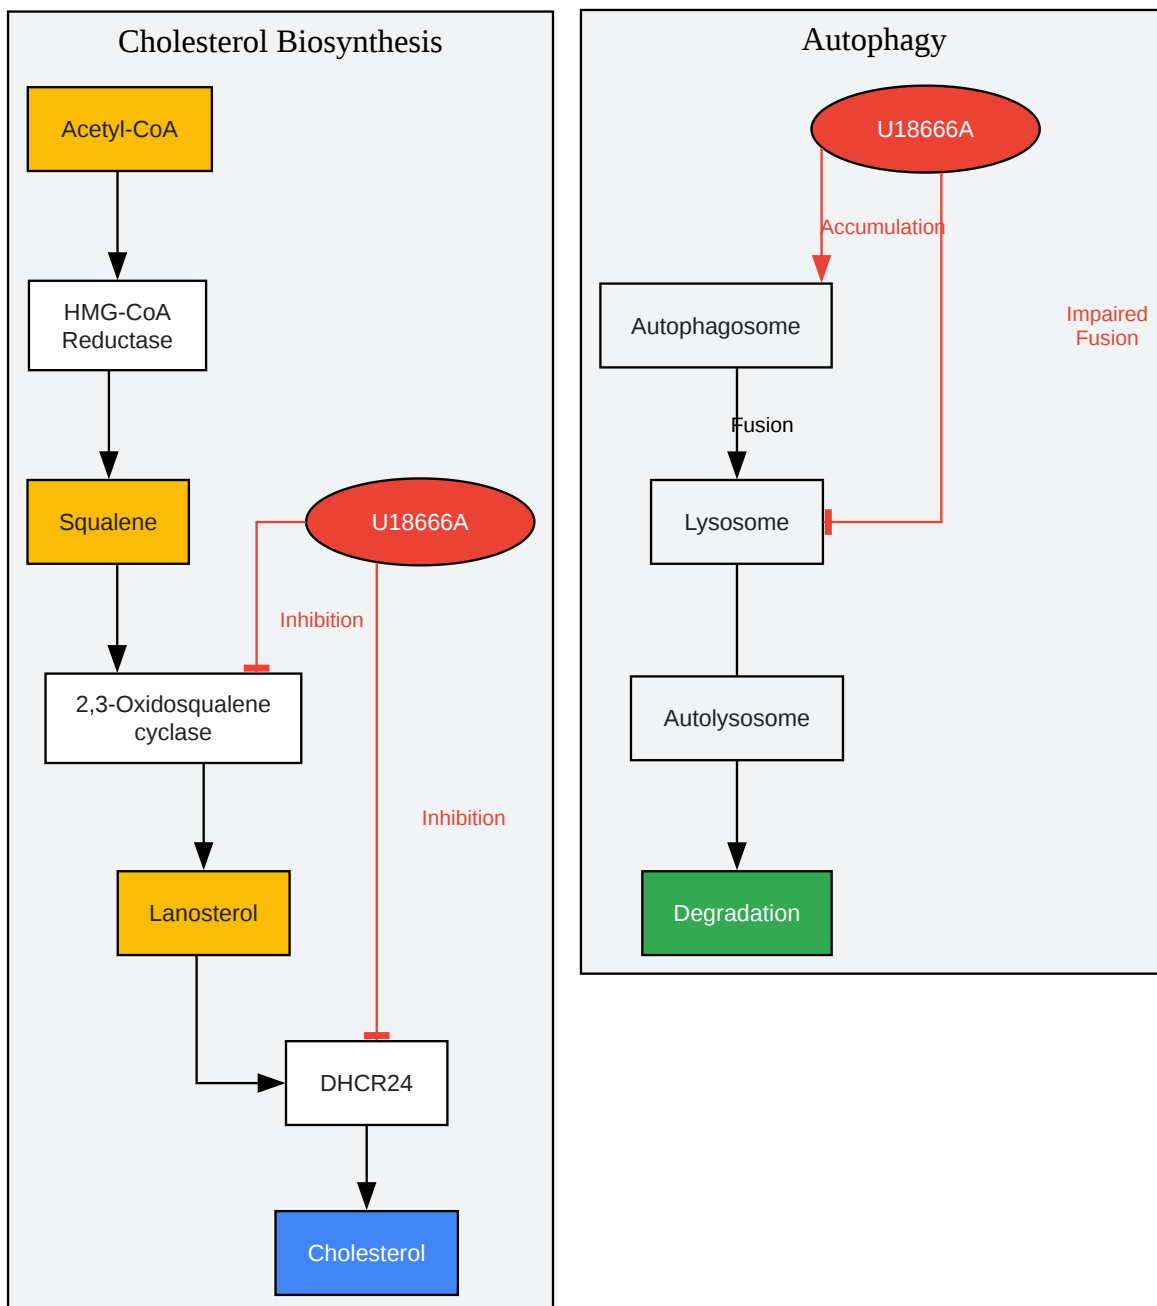 Cholesterol Biosynthesis
Acetyl-CoA
HMG-CoA
Reductase
Squalene
U18666A
Inhibition
2,3-Oxidosqualene
cyclase
Inhibition
Lanosterol
DHCR24
Cholesterol
Autophagy
U18666A
Accumulation
Autophagosome
Impaired
Fusion
Fusion
Lysosome
Autolysosome
Degradation